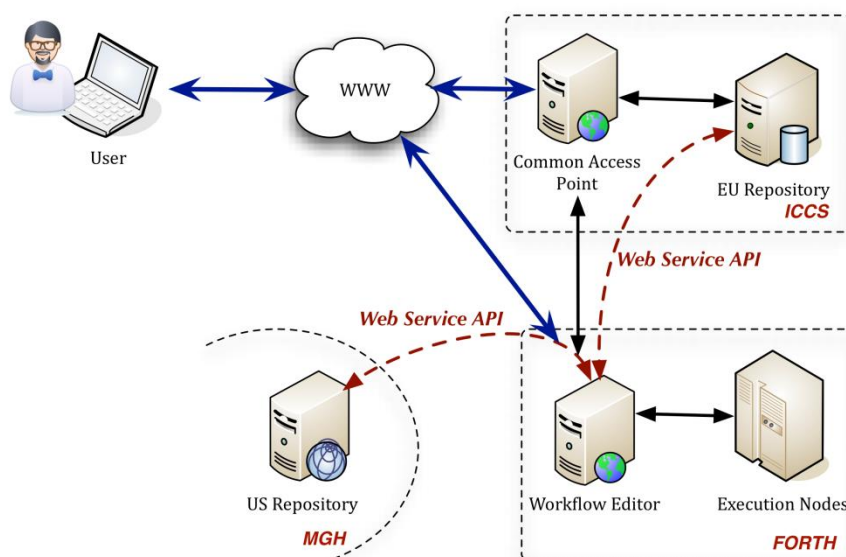 WWW
User
Common Access
Point
EU Repository
ICCS
Web Service API
Web Service API
US Repository
MGH
Workflow Editor
Execution Nodes
FORTH